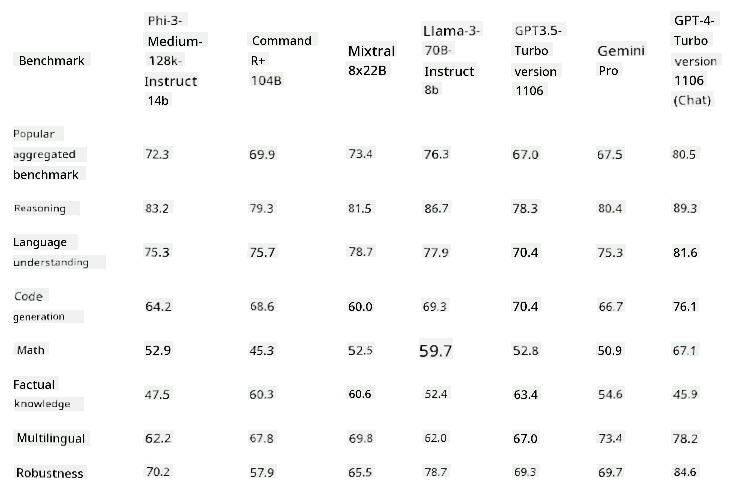 Benchmark Phi-3-Medium-128k-Instruct 14b Command R+ 104B Mixtral 8x22B Llama-3-70B-Instruct 8b GPT3.5-Turbo version 1106 Gemini Pro GPT-4-Turbo version 1106 (Chat)
Popular aggregated benchmark 72.3 69.9 73.4 76.3 67.0 67.5 80.5
Reasoning 83.2 79.3 81.5 86.7 78.3 80.4 89.3
Language understanding 75.3 75.7 78.7 77.9 70.4 75.3 81.6
Code generation 64.2 68.6 60.0 69.3 70.4 66.7 76.1
Math 52.9 45.3 52.5 59.7 52.8 50.9 67.1
Factual knowledge 47.5 60.3 60.6 52.4 63.4 54.6 45.9
Multilingual 62.2 67.8 69.8 62.0 67.0 73.4 78.2
Robustness 70.2 57.9 65.5 78.7 69.3 69.7 84.6